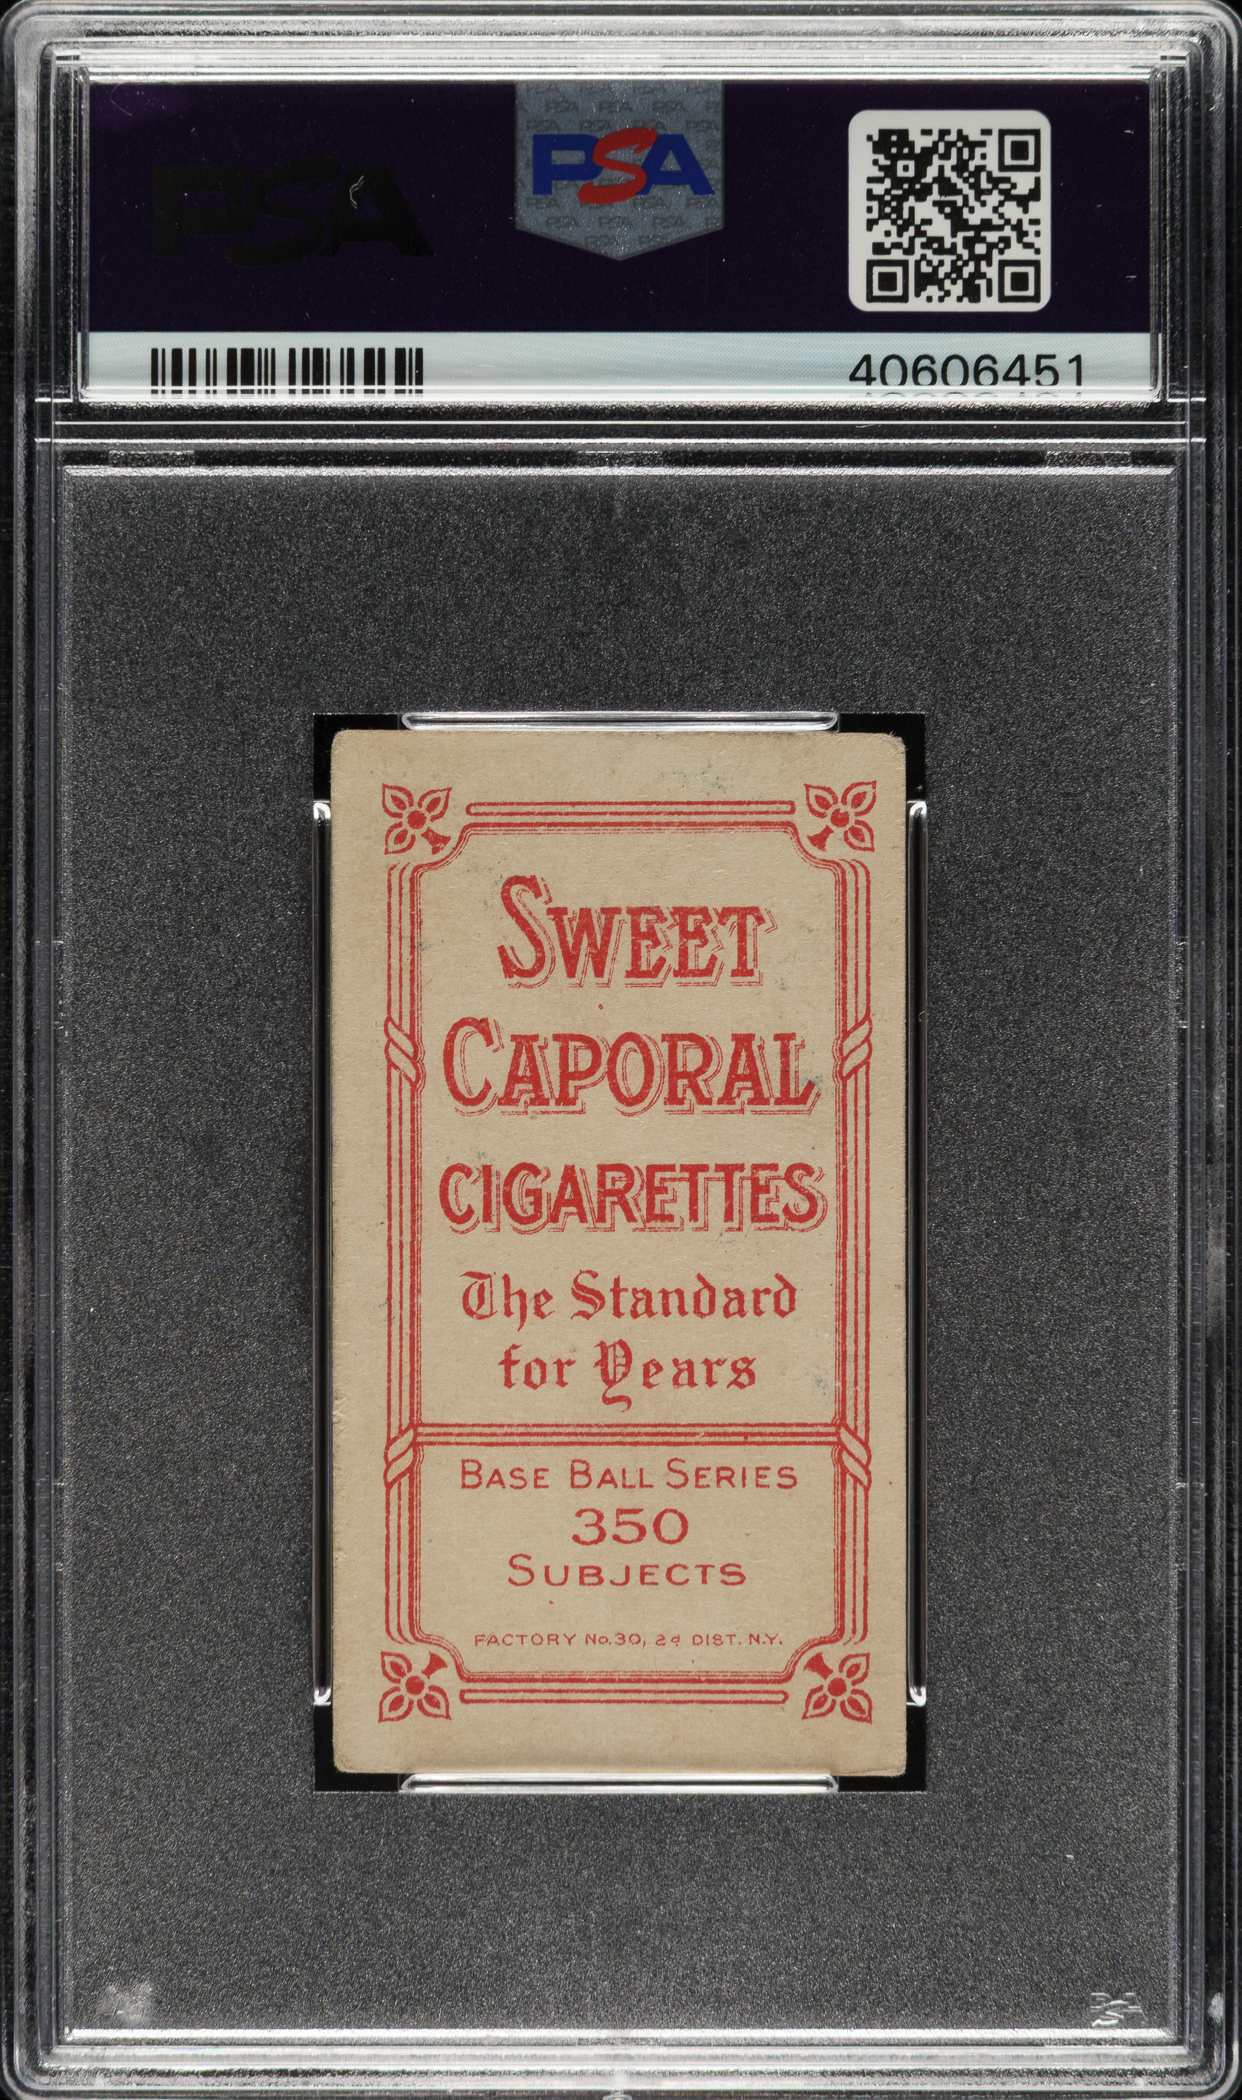 PSA
PSA
40606451
SWEET
CAPORAL
CIGARETTES
The Standard
for Years
BASE BALL SERIES
350
SUBJECTS
FACTORY No. 30, 2d DIST. N.Y.
PSA